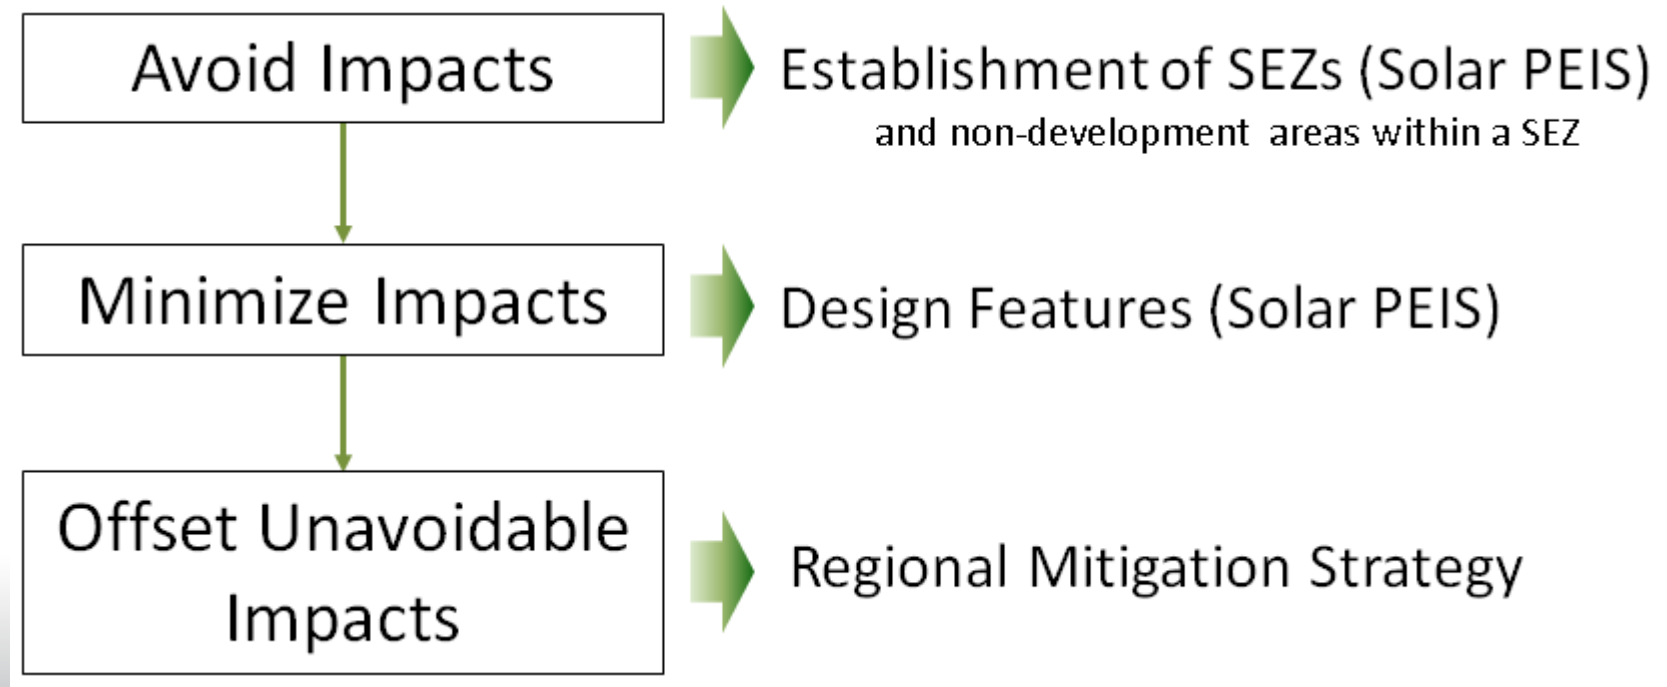 Avoid Impacts
Establishment of SEZs (Solar PEIS)
and non-development areas within a SEZ
Minimize Impacts
Design Features (Solar PEIS)
Offset Unavoidable
Impacts
Regional Mitigation Strategy